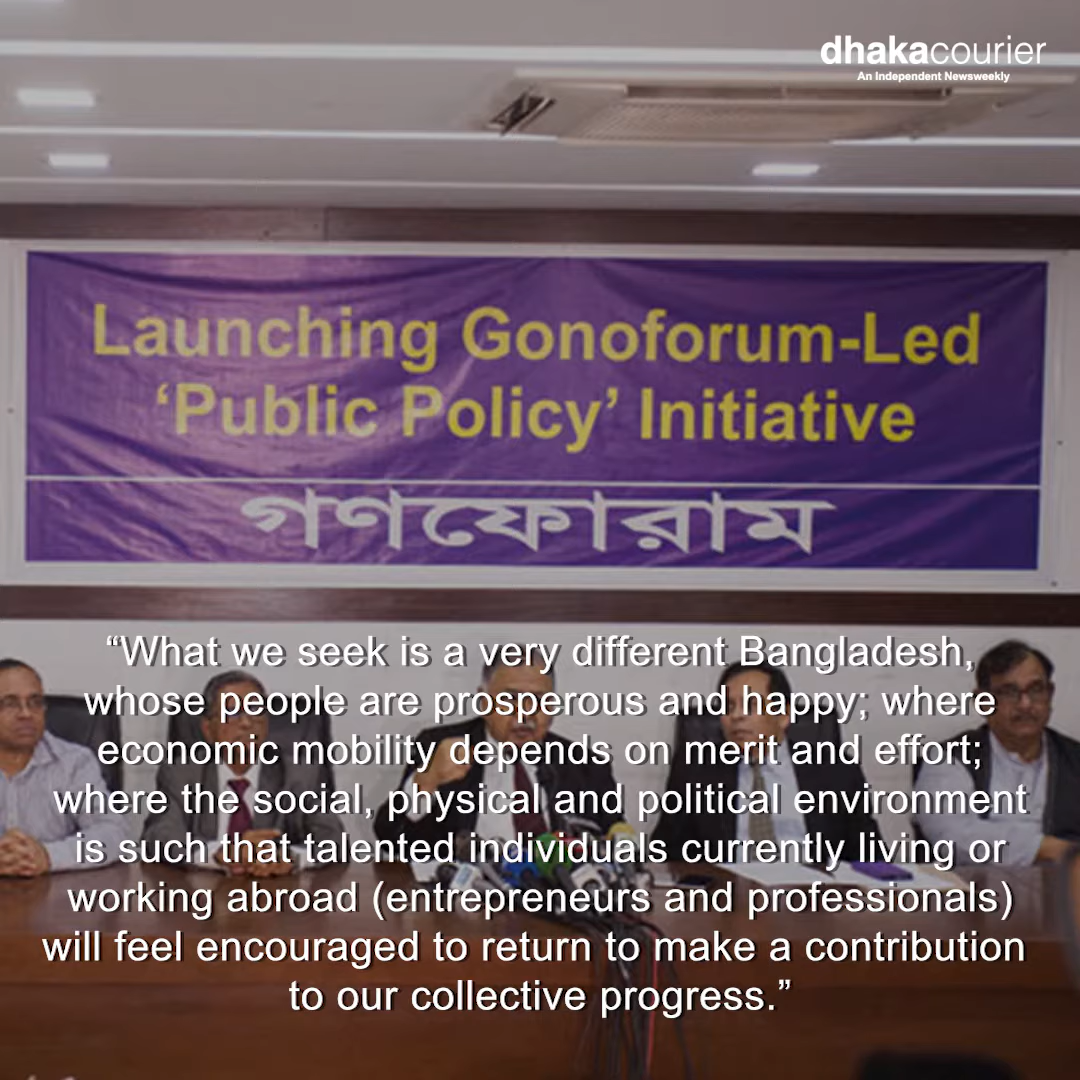 dhakacourier
An Independent Newsweekly
Launching Gonoforum-Led
‘Public Policy’ Initiative
গণফোরাম
“What we seek is a very different Bangladesh,
whose people are prosperous and happy; where
economic mobility depends on merit and effort;
where the social, physical and political environment
is such that talented individuals currently living or
working abroad (entrepreneurs and professionals)
will feel encouraged to return to make a contribution
to our collective progress.”